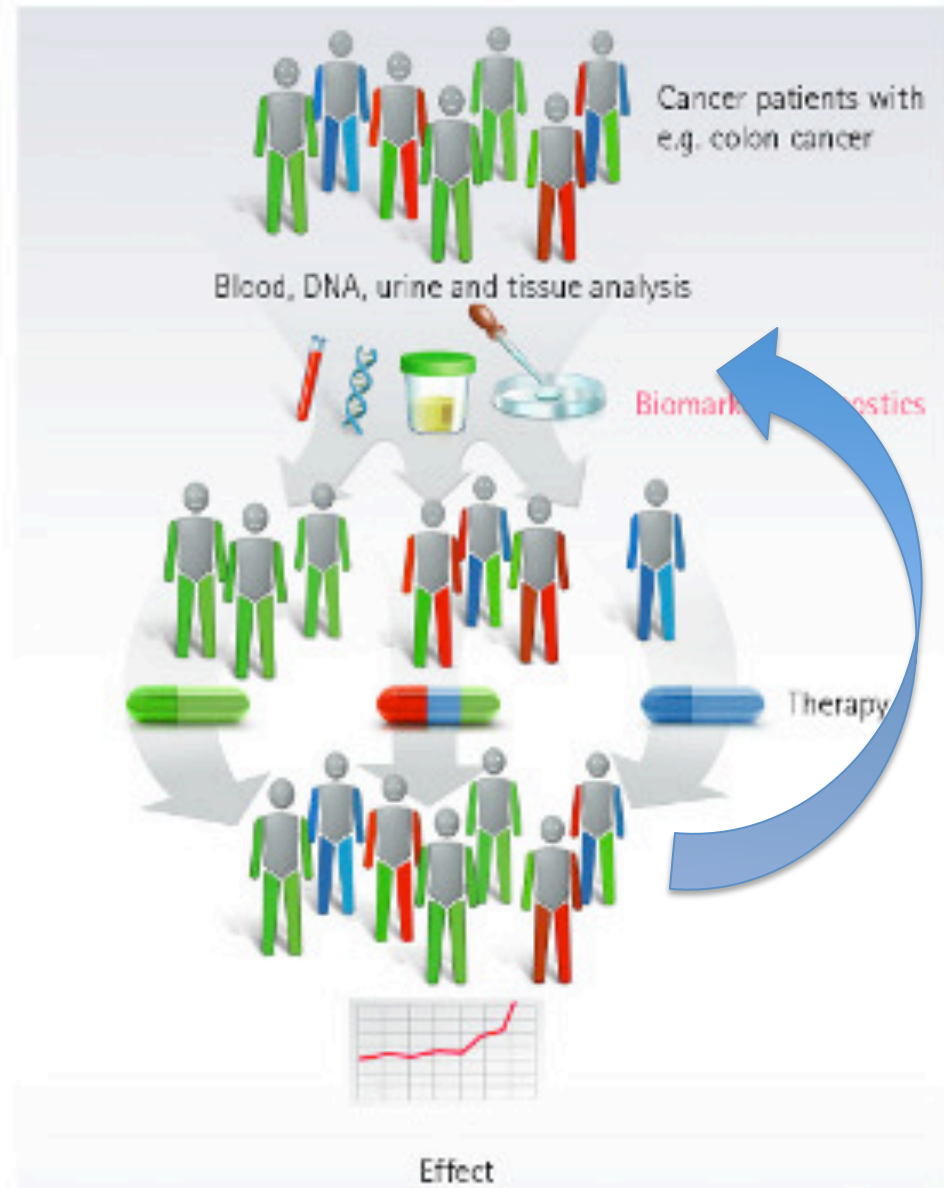 Cancer patients with
e.g. colon cancer
Blood, DNA, urine and tissue analysis
Therapy
Effect